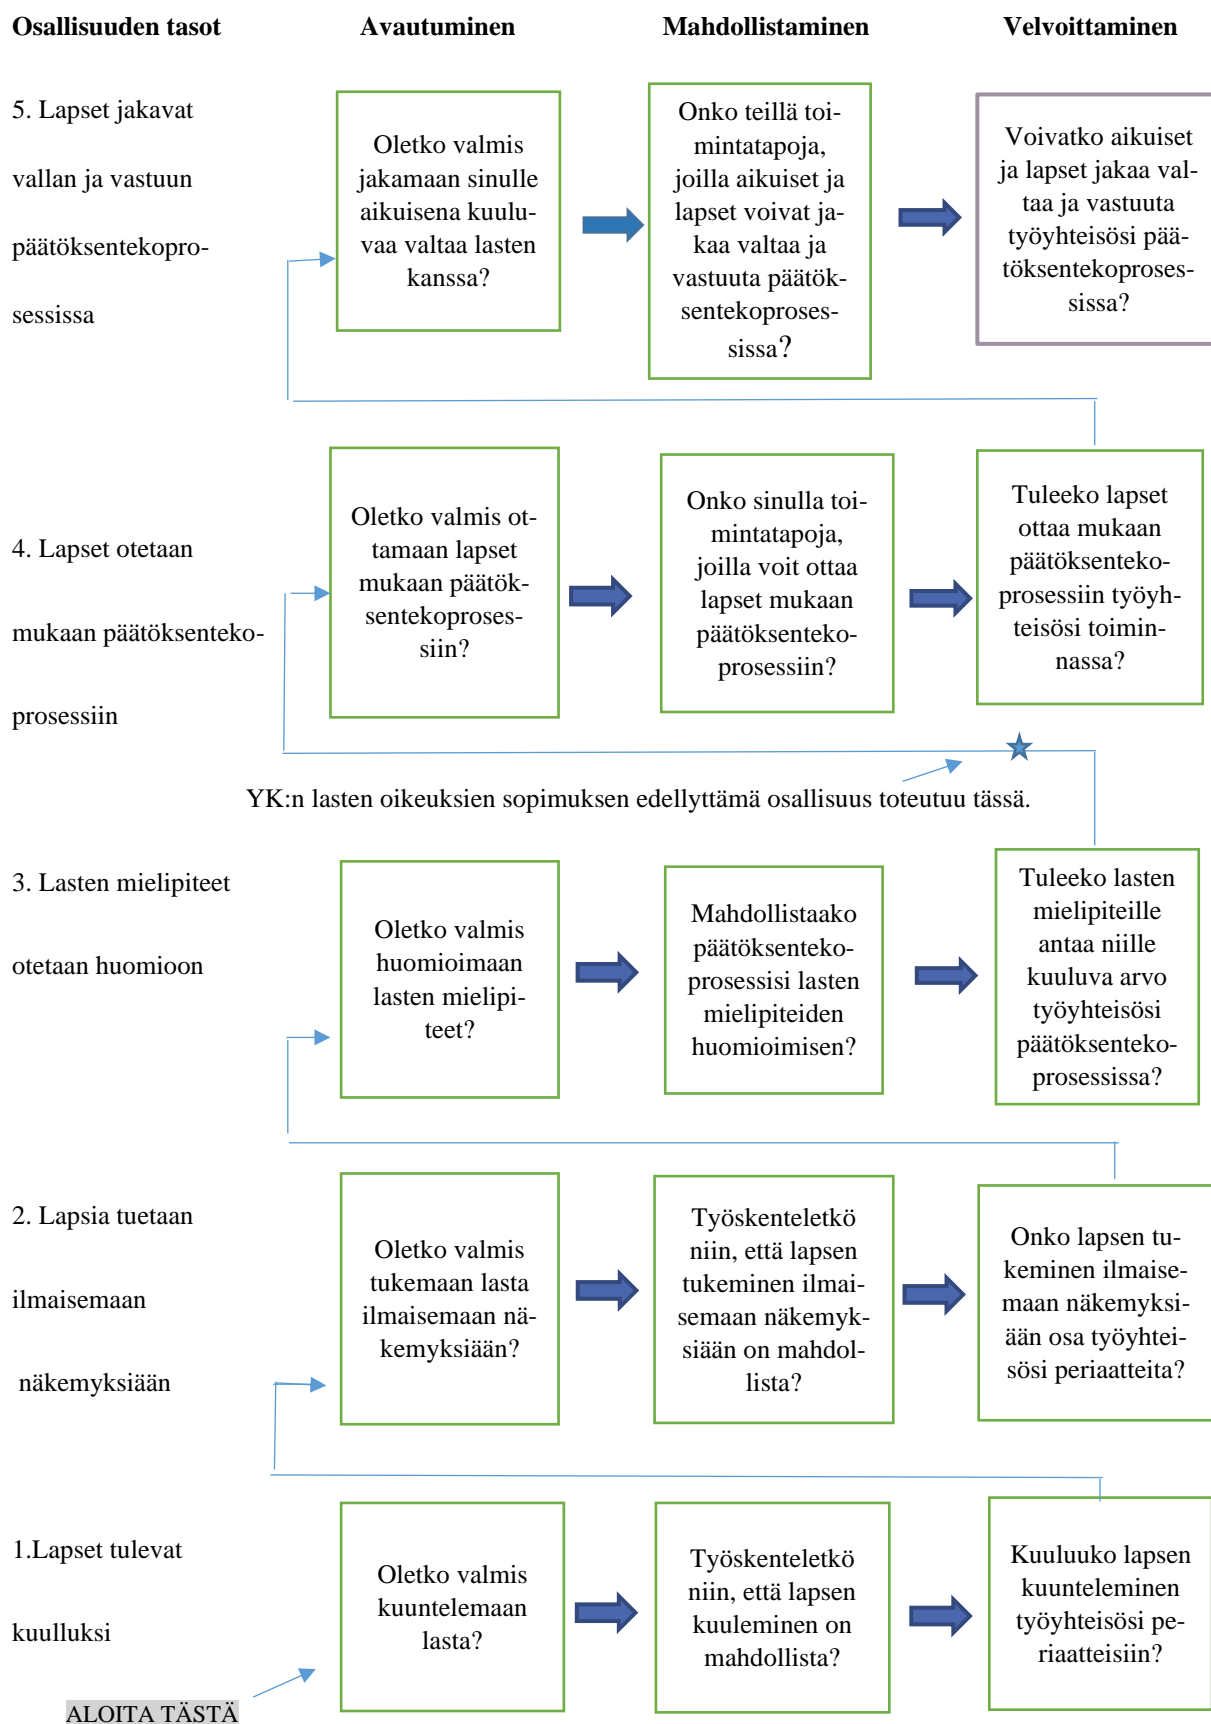 Osallisuuden tasot
Avautuminen
Mahdollistaminen
Velvoittaminen
5. Lapset jakavat
vallan ja vastuun
päätöksentekopro-
sessissa
Oletko valmis
jakamaan sinulle
aikuisena kuulu-
vaa valtaa lasten
kanssa?
Onko teillä toi-
mintatapoja,
joilla aikuiset ja
lapset voivat ja-
kaa valtaa ja
vastuuta päätök-
sentekoproses-
sissa?
Voivatko aikuiset
ja lapset jakaa val-
taa ja vastuuta
työyhteisösi pää-
töksentekoproses-
sissa?
4. Lapset otetaan
mukaan päätöksenteko-
prosessiin
Oletko valmis ot-
tamaan lapset
mukaan päätök-
sentekoproses-
siin?
Onko sinulla toi-
mintatapoja,
joilla voit ottaa
lapset mukaan
päätöksenteko-
prosessiin?
Tuleeko lapset
ottaa mukaan
päätöksenteko-
prosessiin työyh-
teisösi toimin-
nassa?
YK:n lasten oikeuksien sopimuksen edellyttämä osallisuus toteutuu tässä.
3. Lasten mielipiteet
otetaan huomioon
Oletko valmis
huomioimaan
lasten mielipi-
teet?
Mahdollistaako
päätöksenteko-
prosessisi lasten
mielipiteiden
huomioimisen?
Tuleeko lasten
mielipiteille
antaa niille
kuuluva arvo
työyhteisösi
päätöksenteko-
prosessissa?
2. Lapsia tuetaan
ilmaisemaan
näkemyksiään
Oletko valmis
tukemaan lasta
ilmaisemaan nä-
kemyksiään?
Työskenteletkö
niin, että lapsen
tukeminen ilmai-
semaan näkemyk-
siään on mahdol-
lista?
Onko lapsen tu-
keminen ilmaise-
maan näkemyksi-
ään osa työyhtei-
sösi periaatteita?
1.Lapset tulevat
kuulluksi
Oletko valmis
kuuntelemaan
lasta?
Työskenteletkö
niin, että lapsen
kuuleminen on
mahdollista?
Kuuluuko lapsen
kuunteleminen
työyhteisösi pe-
riaatteisiin?
ALOITA TÄSTÄ